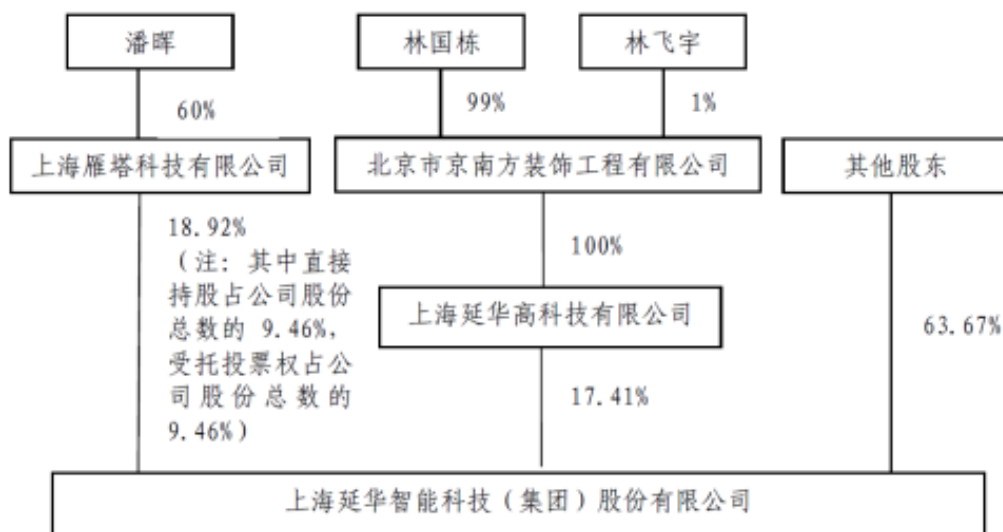 潘晖
林国栋
林飞宇
60%
99%
1%
上海雁塔科技有限公司
北京市京南方装饰工程有限公司
其他股东
18.92%
（注：其中直接
持股占公司股份
总数的 9.46%，
受托投票权占公
司股份总数的
9.46%）
100%
上海延华高科技有限公司
63.67%
17.41%
上海延华智能科技（集团）股份有限公司